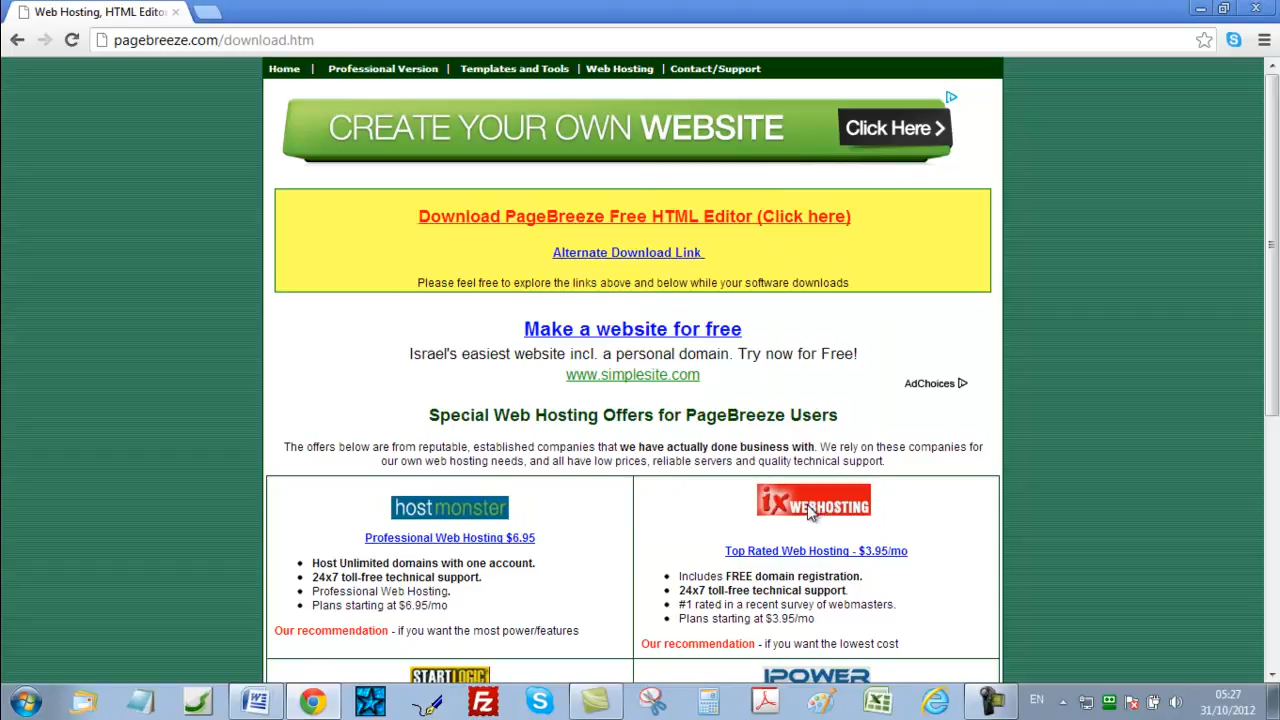 Web Hosting, HTML Edito
pagebreeze.com/download.htm
Home | Professional Version | Templates and Tools | Web Hosting | Contact/Support
CREATE YOUR OWN WEBSITE
Click Here >
Download PageBreeze Free HTML Editor (Click here)
Alternate Download Link
Please feel free to explore the links above and below while your software downloads
Make a website for free
Israel's easiest website incl. a personal domain. Try now for Free!
www.simplesite.com
AdChoices
Special Web Hosting Offers for PageBreeze Users
The offers below are from reputable, established companies that we have actually done business with. We rely on these companies for
our own web hosting needs, and all have low prices, reliable servers and quality technical support.
hostmonster
Professional Web Hosting $6.95
• Host Unlimited domains with one account.
• 24x7 toll-free technical support.
• Professional Web Hosting.
• Plans starting at $6.95/mo
Our recommendation - if you want the most power/features
ix WEBHOSTING
Top Rated Web Hosting - $3.95/mo
• Includes FREE domain registration.
• 24x7 toll-free technical support.
• #1 rated in a recent survey of webmasters.
• Plans starting at $3.95/mo
Our recommendation - if you want the lowest cost
STARTLOGIC
IPOWER
EN
05:27
31/10/2012